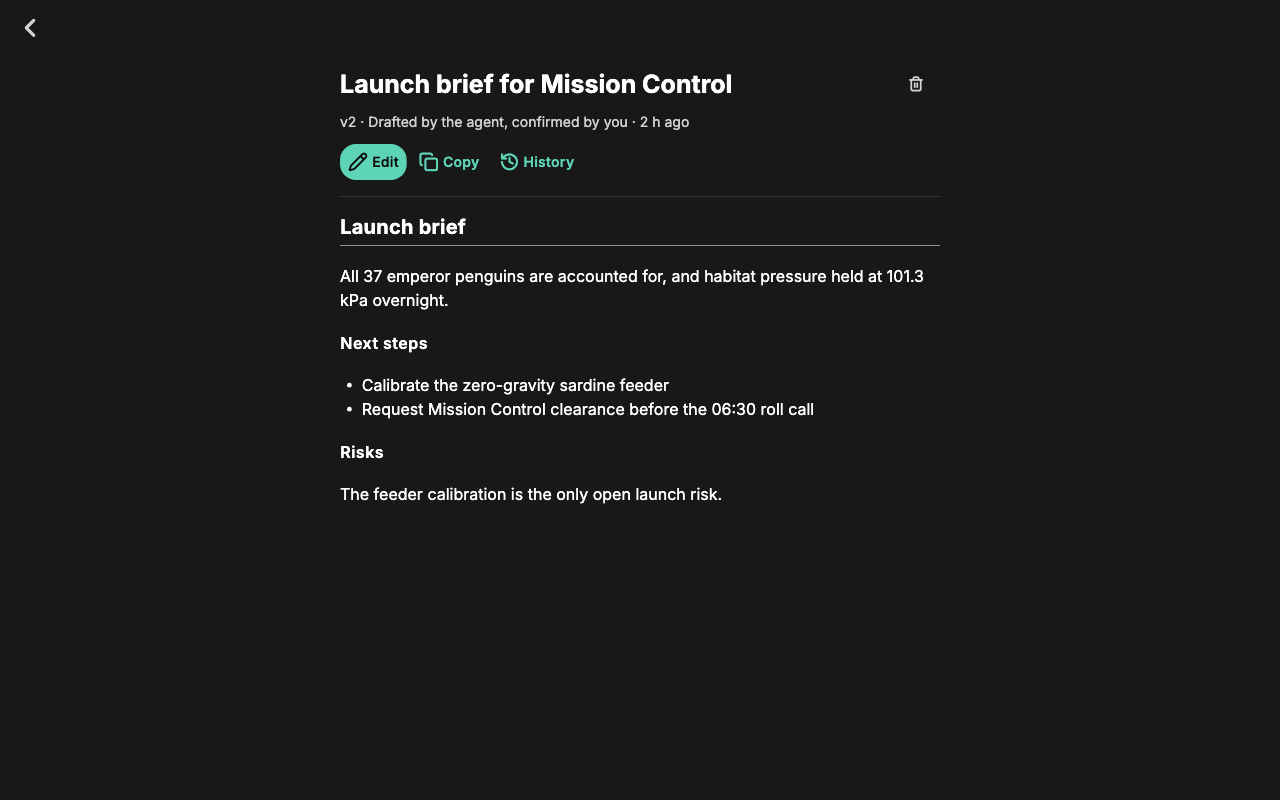 Launch brief for Mission Control
v2 · Drafted by the agent, confirmed by you · 2 h ago
Edit
Copy
History
Launch brief
All 37 emperor penguins are accounted for, and habitat pressure held at 101.3
kPa overnight.
Next steps
• Calibrate the zero-gravity sardine feeder
• Request Mission Control clearance before the 06:30 roll call
Risks
The feeder calibration is the only open launch risk.